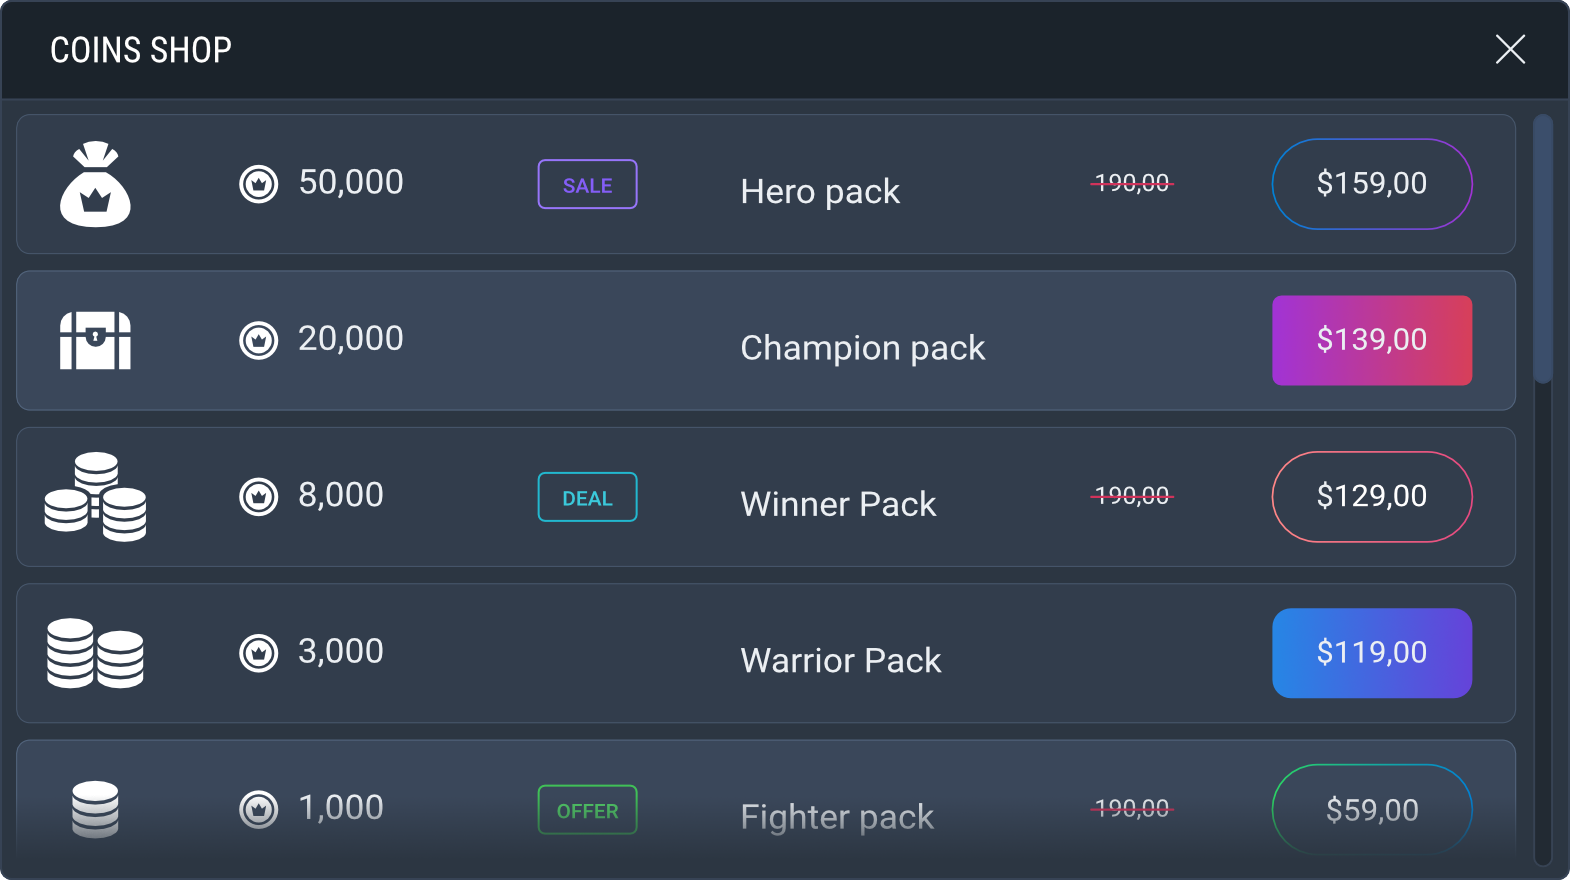 COINS SHOP
50,000 SALE Hero pack 190,00 $159,00
20,000 Champion pack $139,00
8,000 DEAL Winner Pack 190,00 $129,00
3,000 Warrior Pack $119,00
1,000 OFFER Fighter pack 190,00 $59,00